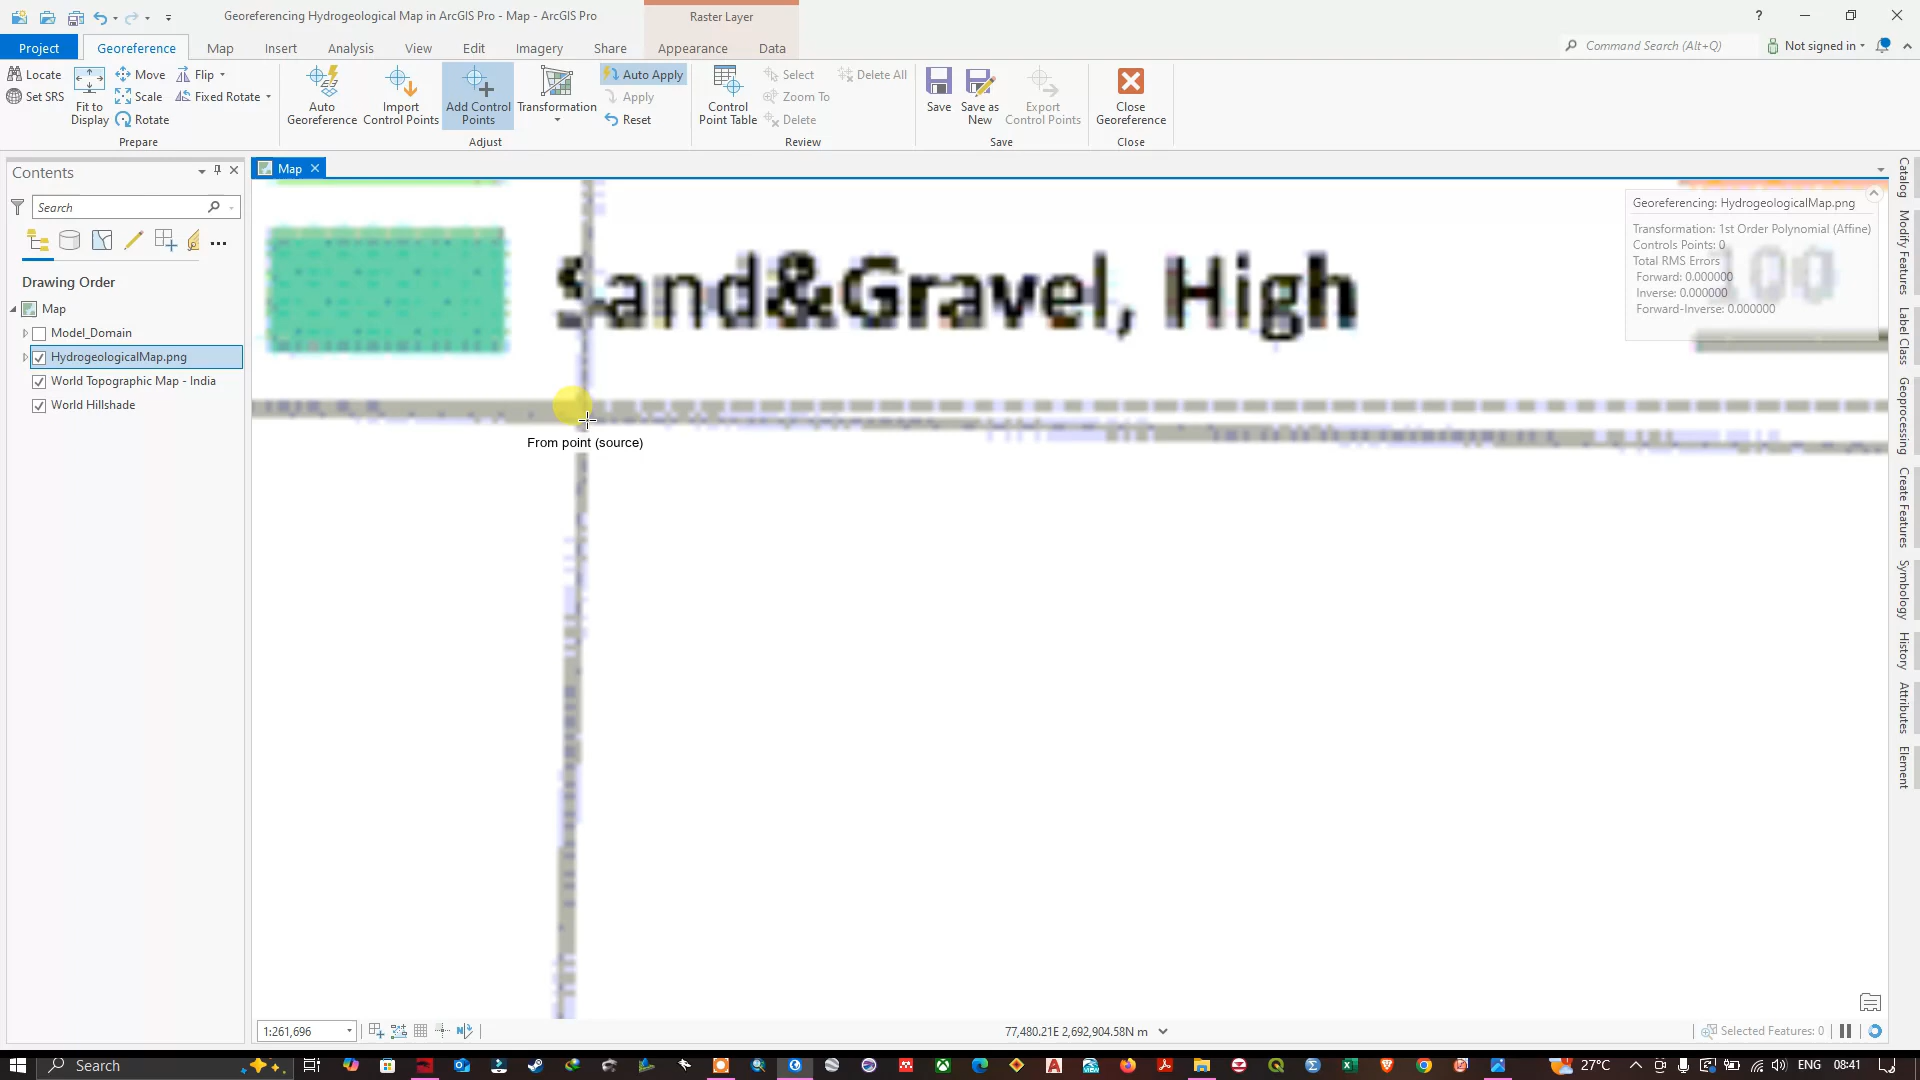 Georeferencing Hydrogeological Map in ArcGIS Pro - Map - ArcGIS Pro
Raster Layer
?
Project
Georeference
Map
Insert
Analysis
View
Edit
Imagery
Share
Appearance
Data
Command Search (Alt+Q)
Not signed in
Locate
Set SRS
Fit to Display
Move
Scale
Rotate
Flip
Fixed Rotate
Prepare
Auto Georeference
Import Control Points
Add Control Points
Transformation
Auto Apply
Apply
Reset
Adjust
Control Point Table
Select
Zoom To
Delete
Delete All
Review
Save
Save as New
Export Control Points
Save
Close Georeference
Close
Contents
Search
Drawing Order
Map
Model_Domain
HydrogeologicalMap.png
World Topographic Map - India
World Hillshade
Map
Sand&Gravel, High
From point (source)
100
Georeferencing: HydrogeologicalMap.png
Transformation: 1st Order Polynomial (Affine)
Controls Points: 0
Total RMS Errors
Forward: 0.000000
Inverse: 0.000000
Forward-Inverse: 0.000000
Catalog
Modify Features
Label Class
Geoprocessing
Create Features
Symbology
History
Attributes
Element
1:261,696
77,480.21E 2,692,904.58N m
Selected Features: 0
Search
27°C
ENG
08:41